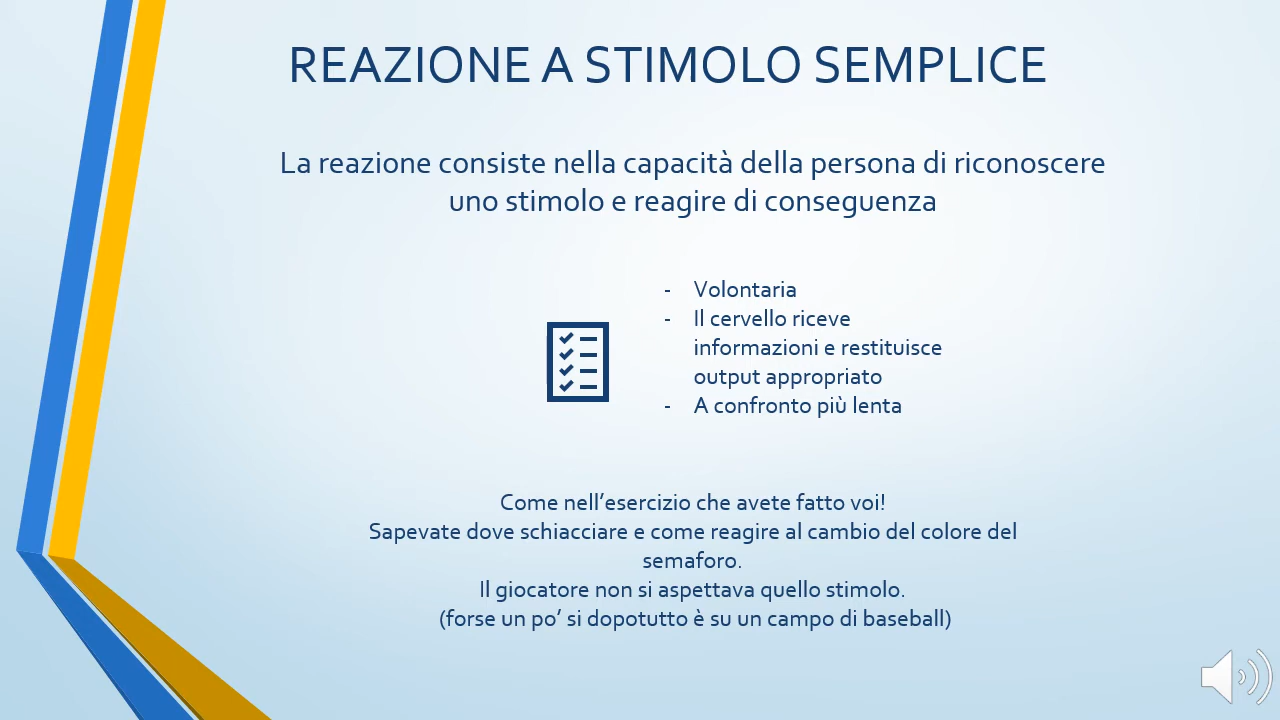 REAZIONE A STIMOLO SEMPLICE
La reazione consiste nella capacità della persona di riconoscere
uno stimolo e reagire di conseguenza
- Volontaria
- Il cervello riceve
informazioni e restituisce
output appropriato
- A confronto più lenta
Come nell’esercizio che avete fatto voi!
Sapevate dove schiacciare e come reagire al cambio del colore del
semaforo.
Il giocatore non si aspettava quello stimolo.
(forse un po’ si dopotutto è su un campo di baseball)